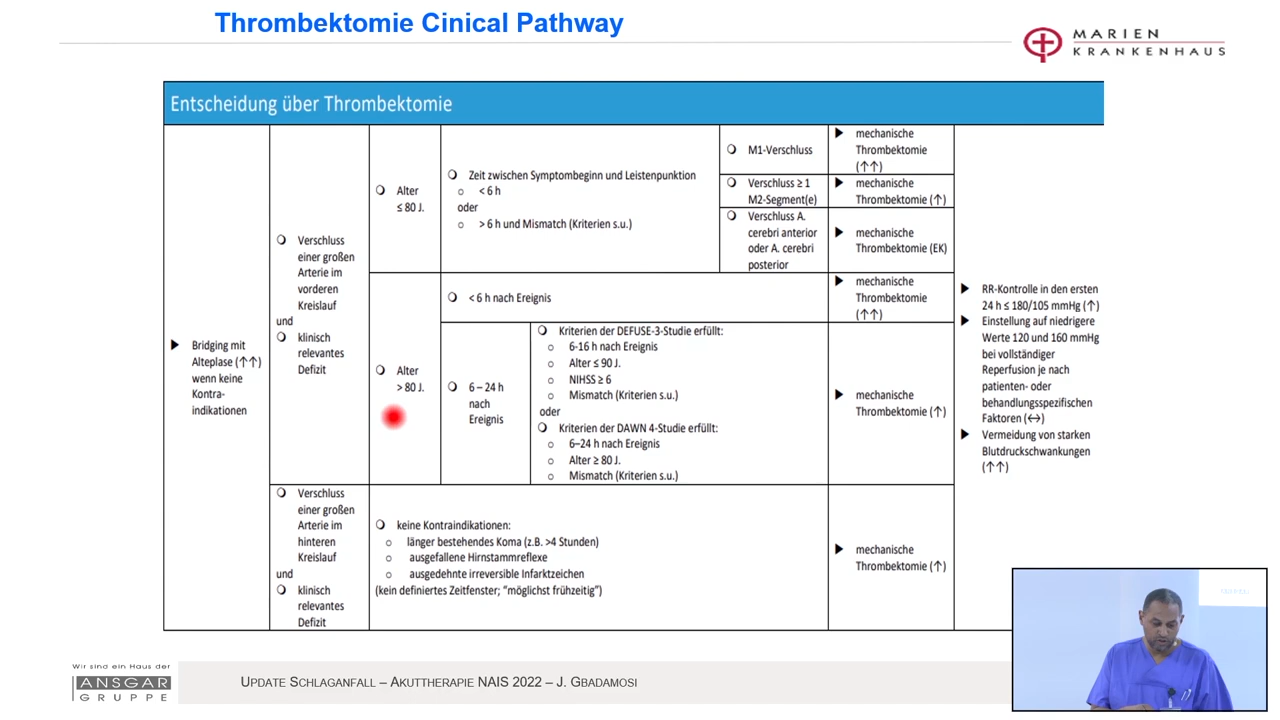 Thrombektomie Cinical Pathway
MARIEN
KRANKENHAUS
Entscheidung über Thrombektomie
Bridging mit
Alteplase (↑↑)
wenn keine
Kontra-
indikationen
Verschluss
einer großen
Arterie im
vorderen
Kreislauf
und
klinisch
relevantes
Defizit
Alter
≤ 80 J.
Zeit zwischen Symptombeginn und Leistenpunktion
< 6 h
oder
> 6 h und Mismatch (Kriterien s.u.)
M1-Verschluss
mechanische
Thrombektomie
(↑↑)
Verschluss ≥ 1
M2-Segment(e)
mechanische
Thrombektomie (↑)
Verschluss A.
cerebri anterior
oder A. cerebri
posterior
mechanische
Thrombektomie (EK)
Alter
> 80 J.
< 6 h nach Ereignis
mechanische
Thrombektomie
(↑↑)
6 – 24 h
nach
Ereignis
Kriterien der DEFUSE-3-Studie erfüllt:
6-16 h nach Ereignis
Alter ≤ 90 J.
NIHSS ≥ 6
Mismatch (Kriterien s.u.)
oder
Kriterien der DAWN 4-Studie erfüllt:
6–24 h nach Ereignis
Alter ≥ 80 J.
Mismatch (Kriterien s.u.)
mechanische
Thrombektomie (↑)
Verschluss
einer großen
Arterie im
hinteren
Kreislauf
und
klinisch
relevantes
Defizit
keine Kontraindikationen:
länger bestehendes Koma (z.B. >4 Stunden)
ausgefallene Hirnstammreflexe
ausgedehnte irreversible Infarktzeichen
(kein definiertes Zeitfenster; "möglichst frühzeitig")
mechanische
Thrombektomie (↑)
RR-Kontrolle in den ersten
24 h ≤ 180/105 mmHg (↑)
Einstellung auf niedrigere
Werte 120 und 160 mmHg
bei vollständiger
Reperfusion je nach
patienten- oder
behandlungsspezifischen
Faktoren (↔)
Vermeidung von starken
Blutdruckschwankungen
(↑↑)
Wir sind ein Haus der
ANSGAR
GRUPPE
UPDATE SCHLAGANFALL – AKUTTHERAPIE NAIS 2022 – J. GBADAMOSI